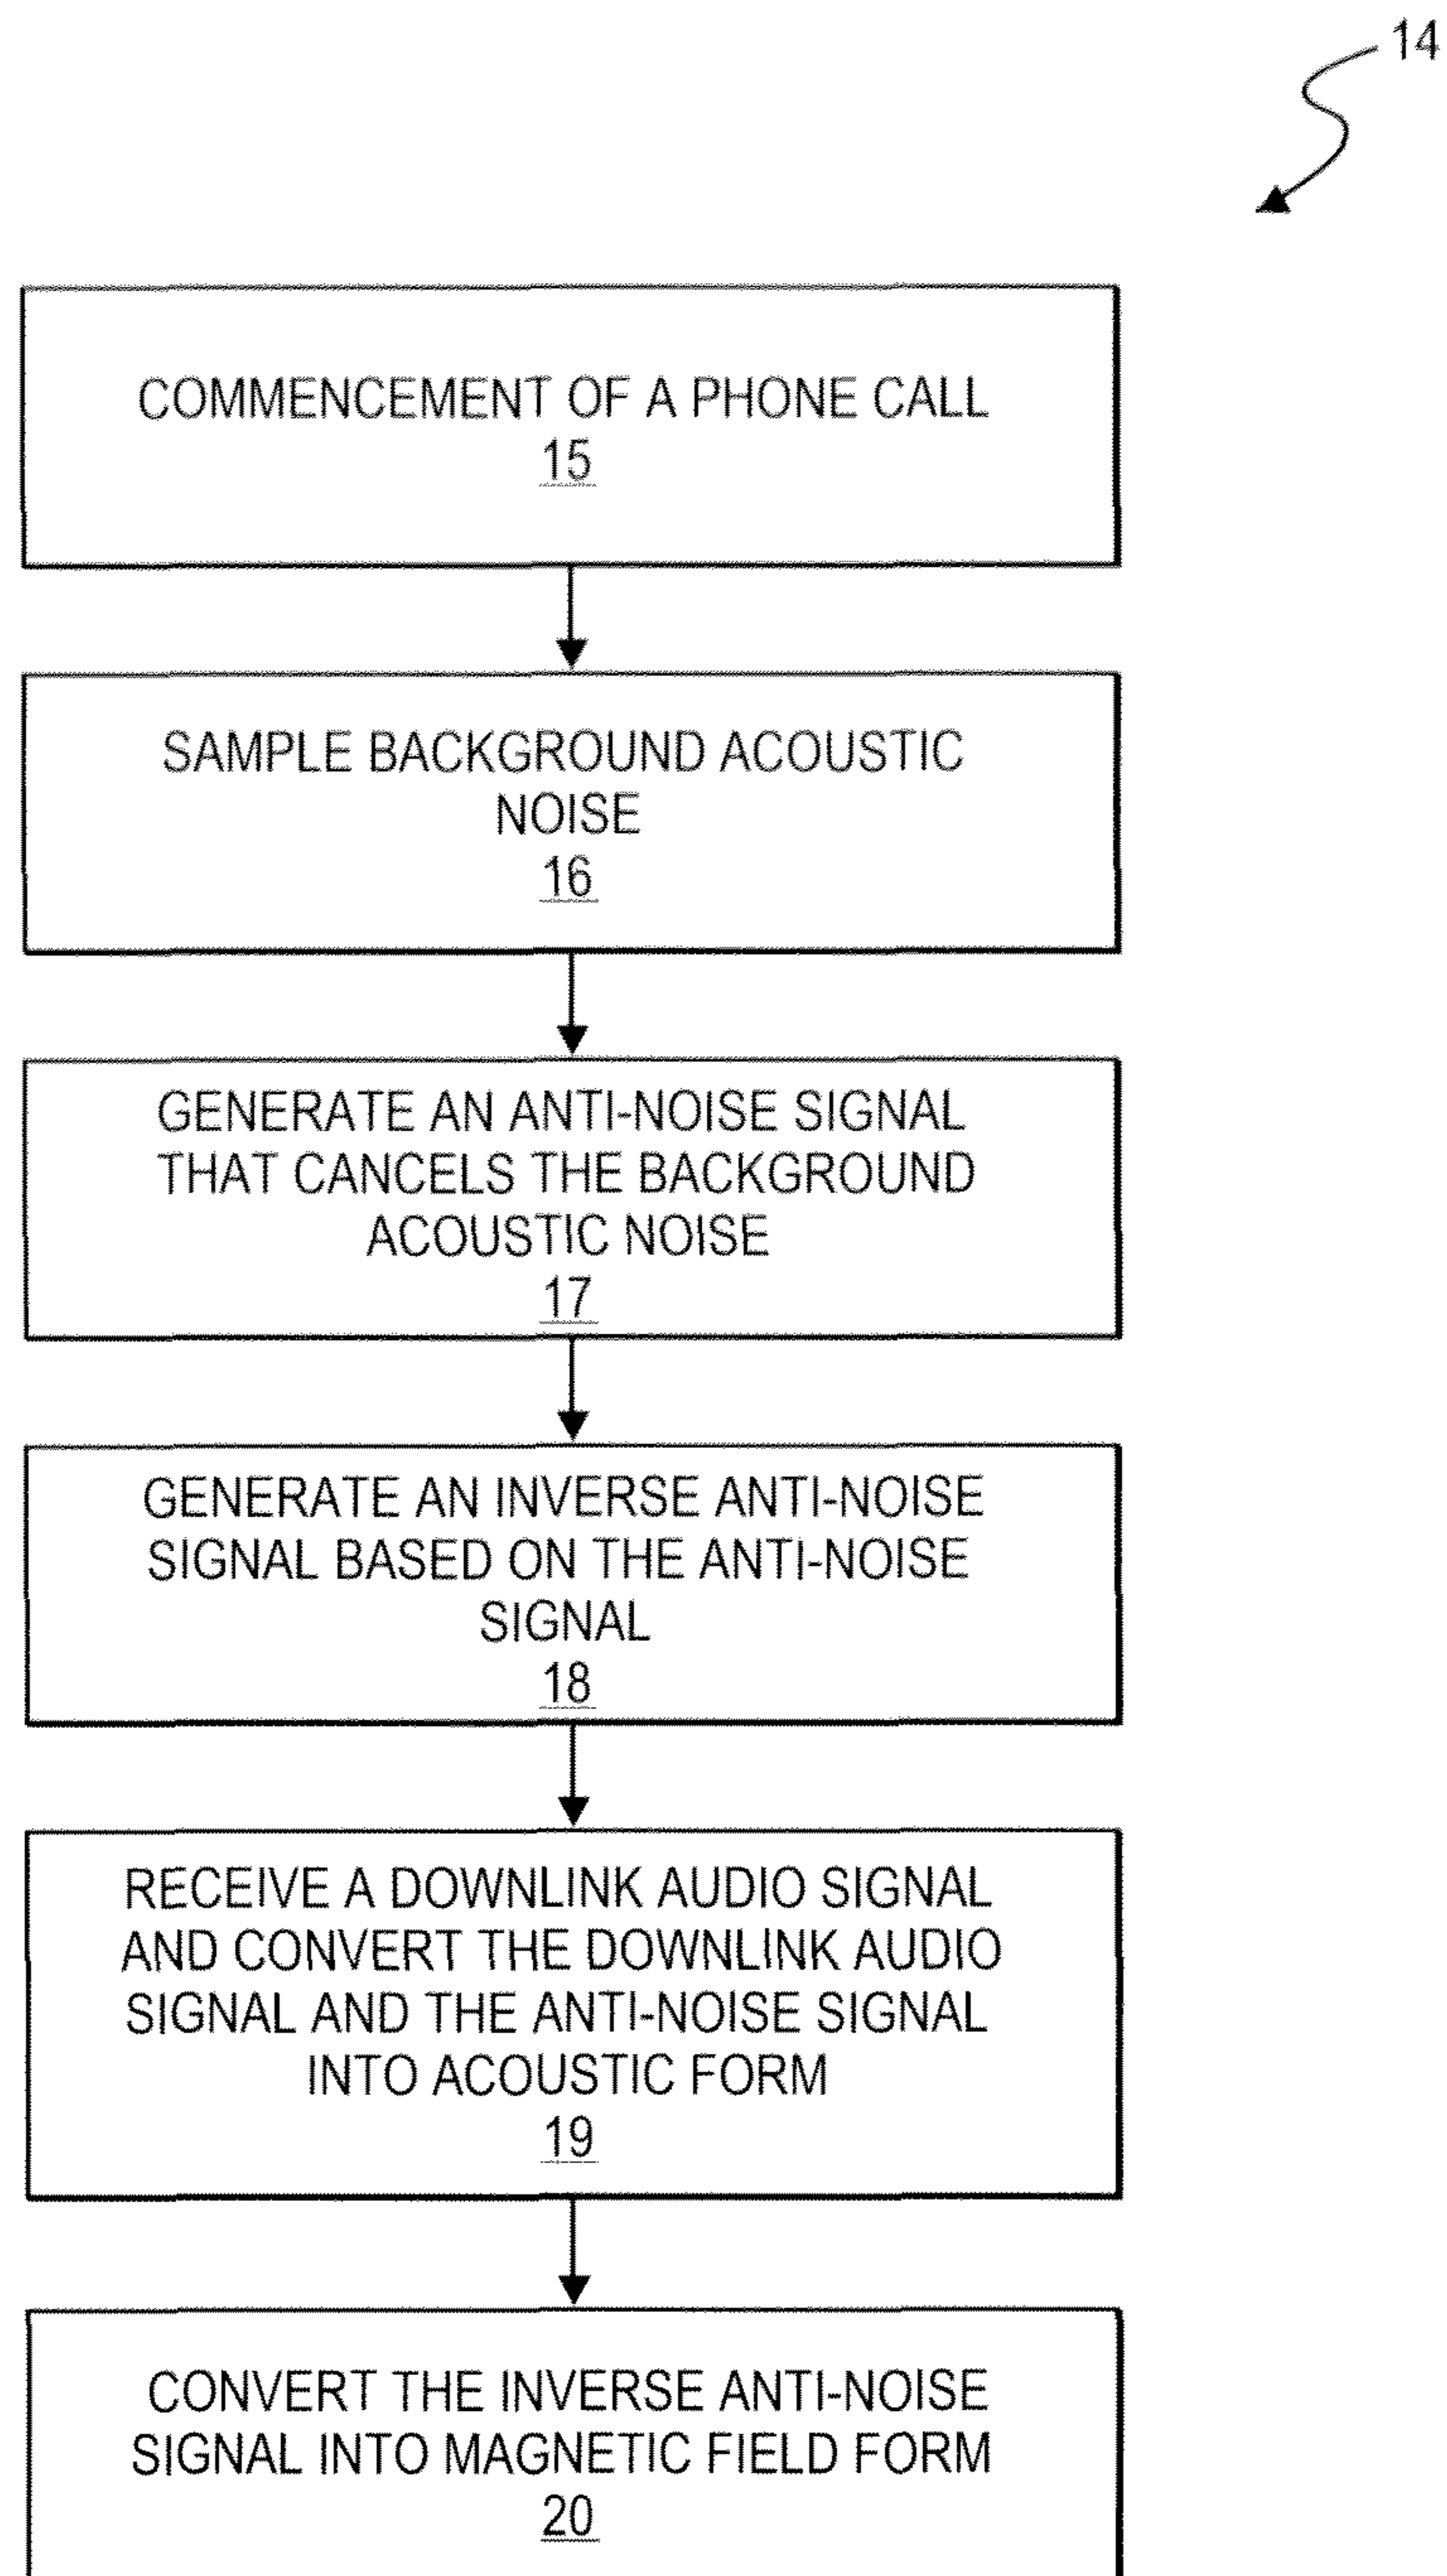 14
COMMENCEMENT OF A PHONE CALL
15
SAMPLE BACKGROUND ACOUSTIC
NOISE
16
GENERATE AN ANTI-NOISE SIGNAL
THAT CANCELS THE BACKGROUND
ACOUSTIC NOISE
17
GENERATE AN INVERSE ANTI-NOISE
SIGNAL BASED ON THE ANTI-NOISE
SIGNAL
18
RECEIVE A DOWNLINK AUDIO SIGNAL
AND CONVERT THE DOWNLINK AUDIO
SIGNAL AND THE ANTI-NOISE SIGNAL
INTO ACOUSTIC FORM
19
CONVERT THE INVERSE ANTI-NOISE
SIGNAL INTO MAGNETIC FIELD FORM
20